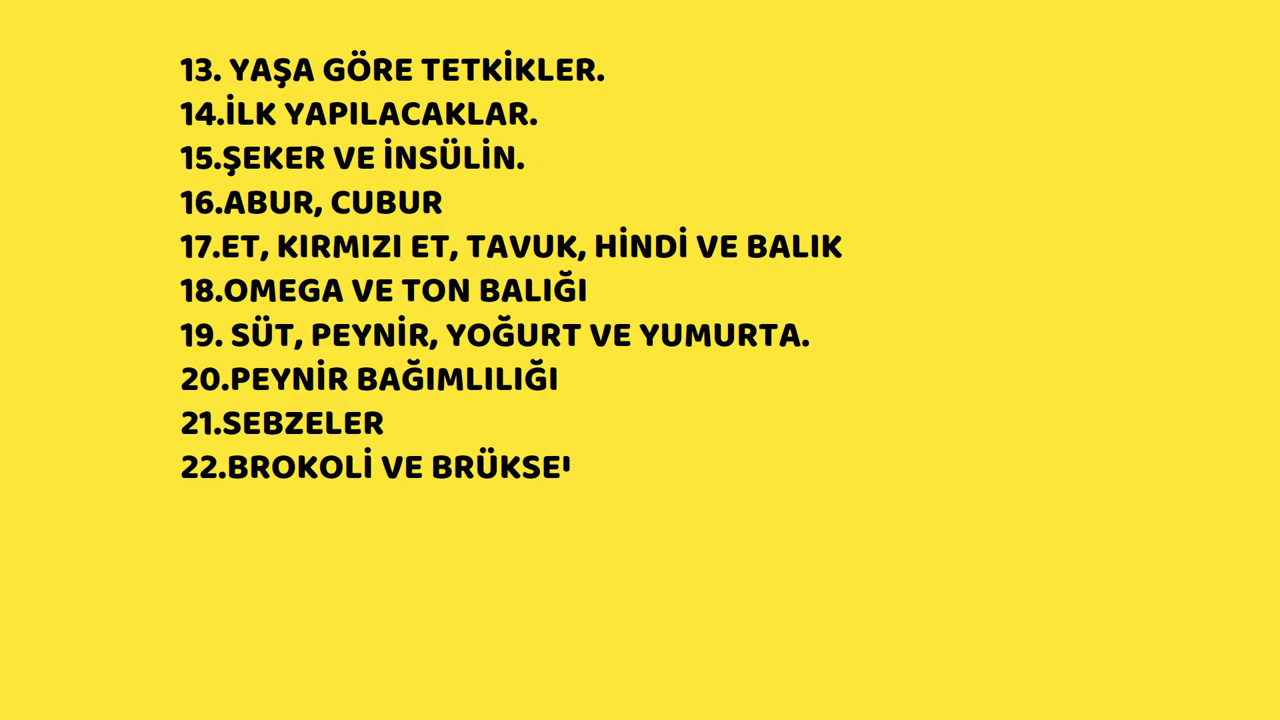 13. YAŞA GÖRE TETKİKLER.
14.İLK YAPILACAKLAR.
15.ŞEKER VE İNSÜLİN.
16.ABUR, CUBUR
17.ET, KIRMIZI ET, TAVUK, HİNDİ VE BALIK
18.OMEGA VE TON BALIĞI
19. SÜT, PEYNİR, YOĞURT VE YUMURTA.
20.PEYNİR BAĞIMLILIĞI
21.SEBZELER
22.BROKOLİ VE